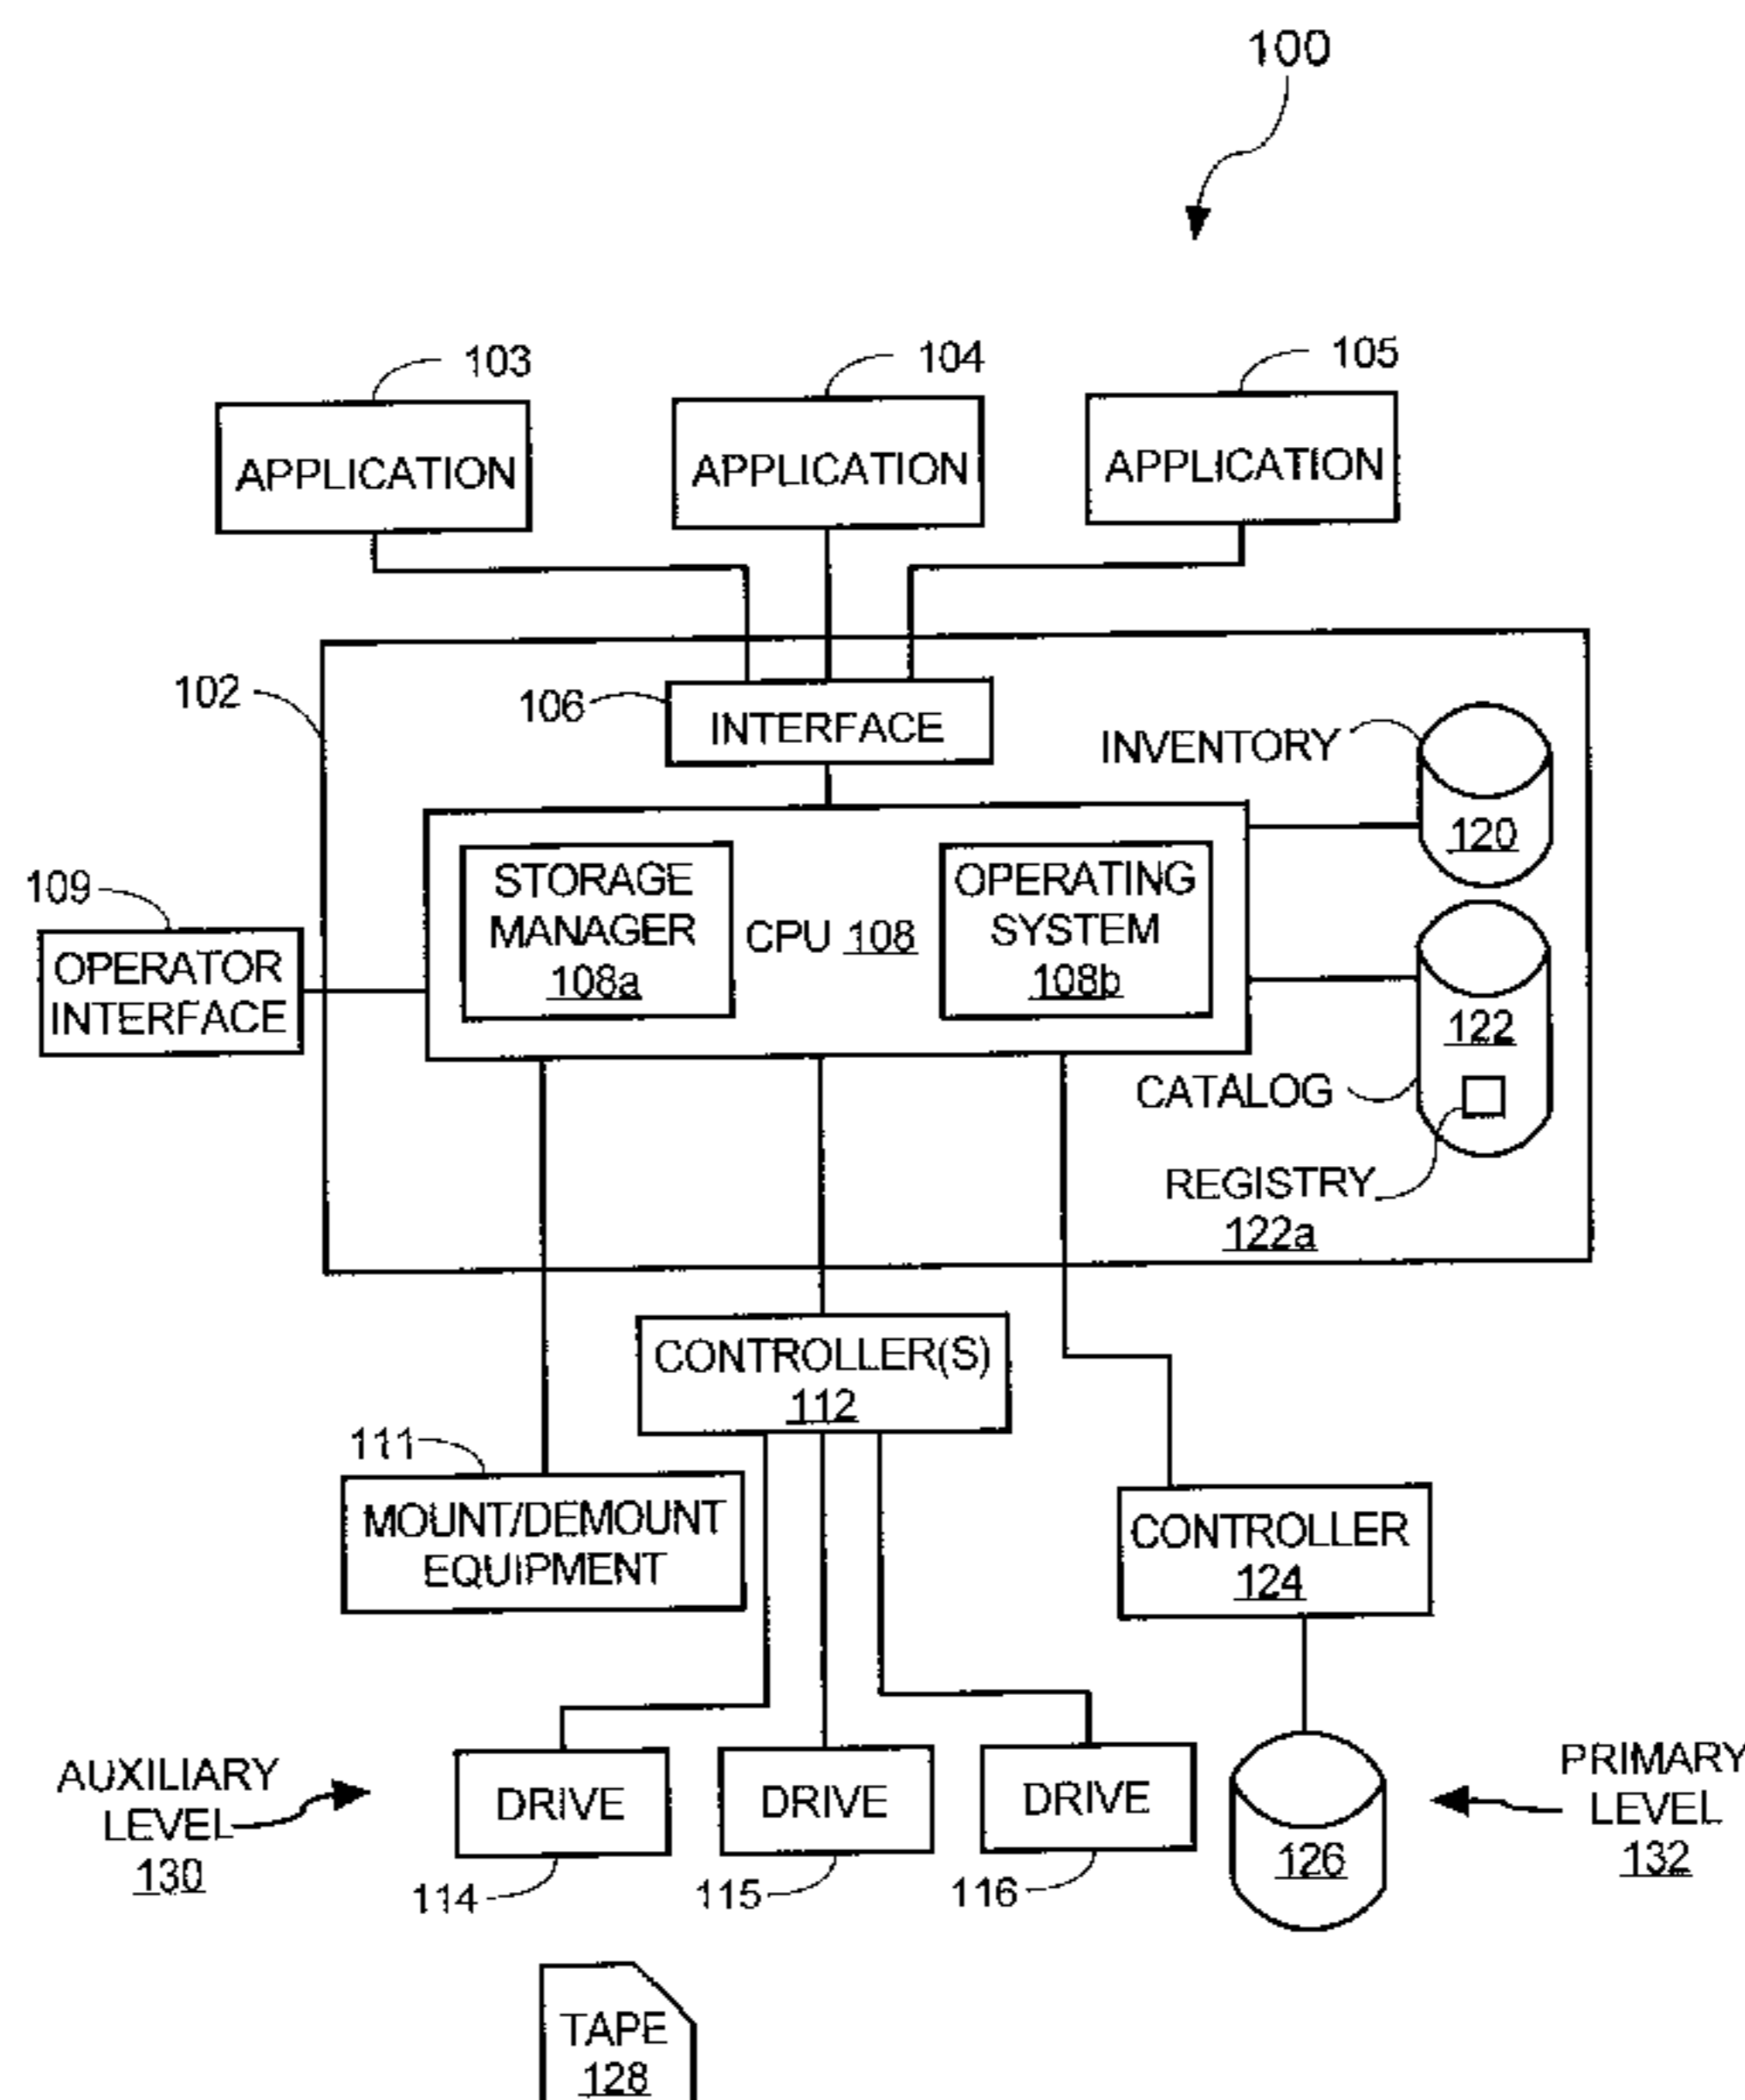 100
103
104
105
APPLICATION
APPLICATION
APPLICATION
102
106
INTERFACE
INVENTORY
120
109
OPERATOR
INTERFACE
STORAGE
MANAGER
108a
CPU 108
OPERATING
SYSTEM
108b
122
CATALOG
REGISTRY
122a
CONTROLLER(S)
112
111
MOUNT/DEMOUNT
EQUIPMENT
CONTROLLER
124
AUXILIARY
LEVEL
130
DRIVE
DRIVE
DRIVE
114
115
116
126
PRIMARY
LEVEL
132
TAPE
128